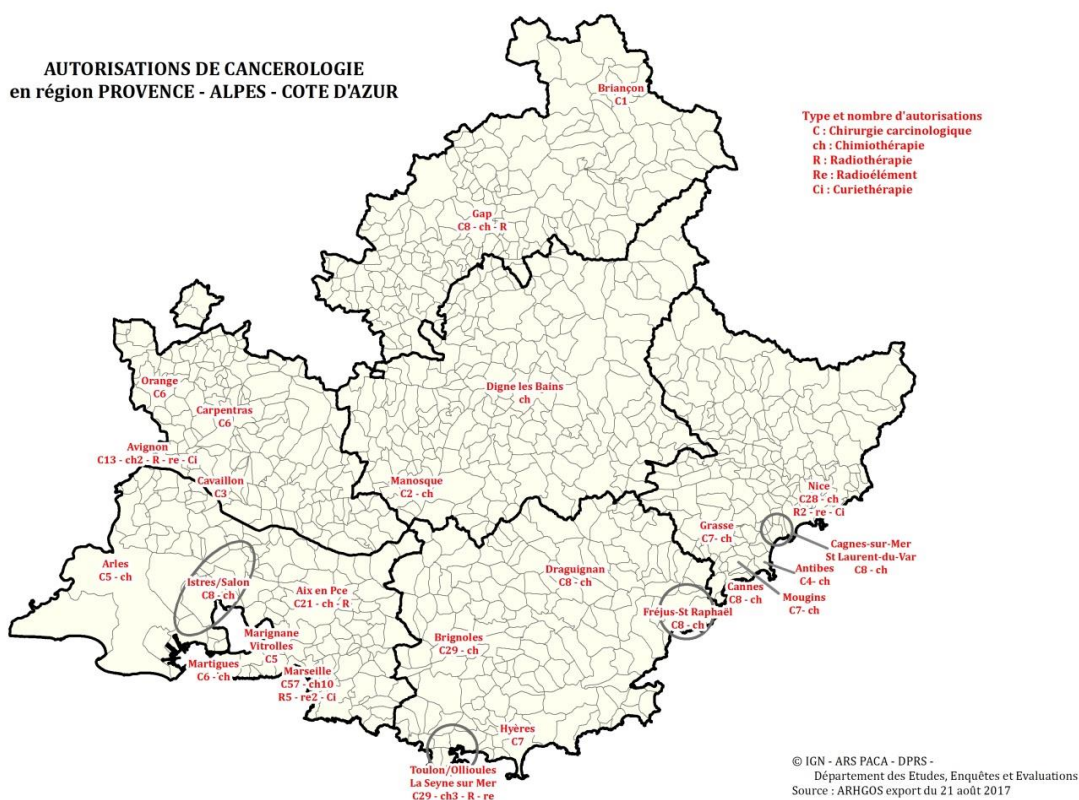 AUTORISATIONS DE CANCEROLOGIE
en région PROVENCE - ALPES - COTE D'AZUR
Type et nombre d'autorisations
C : Chirurgie carcinologique
ch : Chimiothérapie
R : Radiothérapie
Re : Radioélément
Ci : Curiethérapie
Briançon
C1
Gap
C8 - ch - R
Orange
C6
Carpentras
C6
Digne les Bains
ch
Avignon
C13 - ch2 - R - re - Ci
Cavaillon
C3
Manosque
C2 - ch
Nice
C28 - ch
R2 - re - Ci
Grasse
C7- ch
Cagnes-sur-Mer
St Laurent-du-Var
C8 - ch
Antibes
C4- ch
Mougins
C7- ch
Cannes
C8 - ch
Arles
C5 - ch
Istres/Salon
C8 - ch
Aix en Pce
C21 - ch - R
Draguignan
C8 - ch
Fréjus-St Raphaël
C8 - ch
Marignane
Vitrolles
C5
Brignoles
C29 - ch
Martigues
C6 - ch
Marseille
C57 - ch10
R5 - re2 - Ci
Hyères
C7
Toulon/Ollioules
La Seyne sur Mer
C29 - ch3 - R - re
© IGN - ARS PACA - DPRS -
Département des Etudes, Enquêtes et Evaluations
Source : ARHGOS export du 21 août 2017